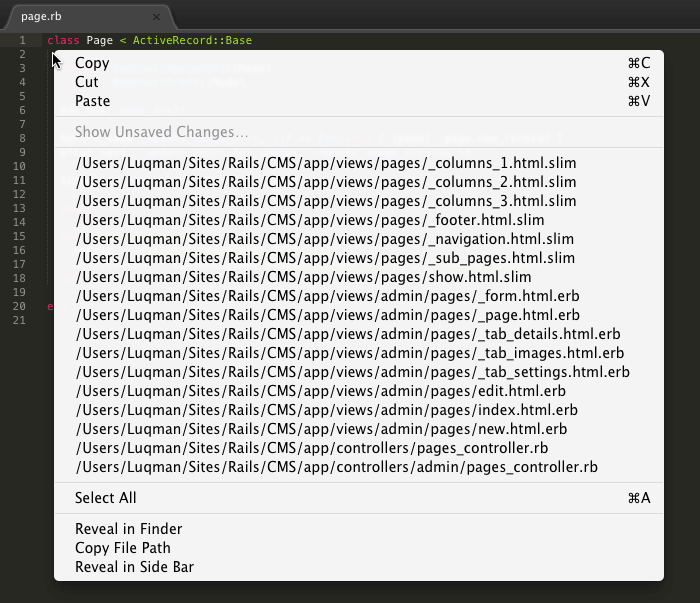 page.rb ×
1 class Page < ActiveRecord::Base
2
3
4
5
6
7
8
9
10
11
12
13
14
15
16
17
18
19
20 e
21
Copy ⌘C
Cut ⌘X
Paste ⌘V
Show Unsaved Changes...
/Users/Luqman/Sites/Rails/CMS/app/views/pages/_columns_1.html.slim
/Users/Luqman/Sites/Rails/CMS/app/views/pages/_columns_2.html.slim
/Users/Luqman/Sites/Rails/CMS/app/views/pages/_columns_3.html.slim
/Users/Luqman/Sites/Rails/CMS/app/views/pages/_footer.html.slim
/Users/Luqman/Sites/Rails/CMS/app/views/pages/_navigation.html.slim
/Users/Luqman/Sites/Rails/CMS/app/views/pages/_sub_pages.html.slim
/Users/Luqman/Sites/Rails/CMS/app/views/pages/show.html.slim
/Users/Luqman/Sites/Rails/CMS/app/views/admin/pages/_form.html.erb
/Users/Luqman/Sites/Rails/CMS/app/views/admin/pages/_page.html.erb
/Users/Luqman/Sites/Rails/CMS/app/views/admin/pages/_tab_details.html.erb
/Users/Luqman/Sites/Rails/CMS/app/views/admin/pages/_tab_images.html.erb
/Users/Luqman/Sites/Rails/CMS/app/views/admin/pages/_tab_settings.html.erb
/Users/Luqman/Sites/Rails/CMS/app/views/admin/pages/edit.html.erb
/Users/Luqman/Sites/Rails/CMS/app/views/admin/pages/index.html.erb
/Users/Luqman/Sites/Rails/CMS/app/views/admin/pages/new.html.erb
/Users/Luqman/Sites/Rails/CMS/app/controllers/pages_controller.rb
/Users/Luqman/Sites/Rails/CMS/app/controllers/admin/pages_controller.rb
Select All ⌘A
Reveal in Finder
Copy File Path
Reveal in Side Bar